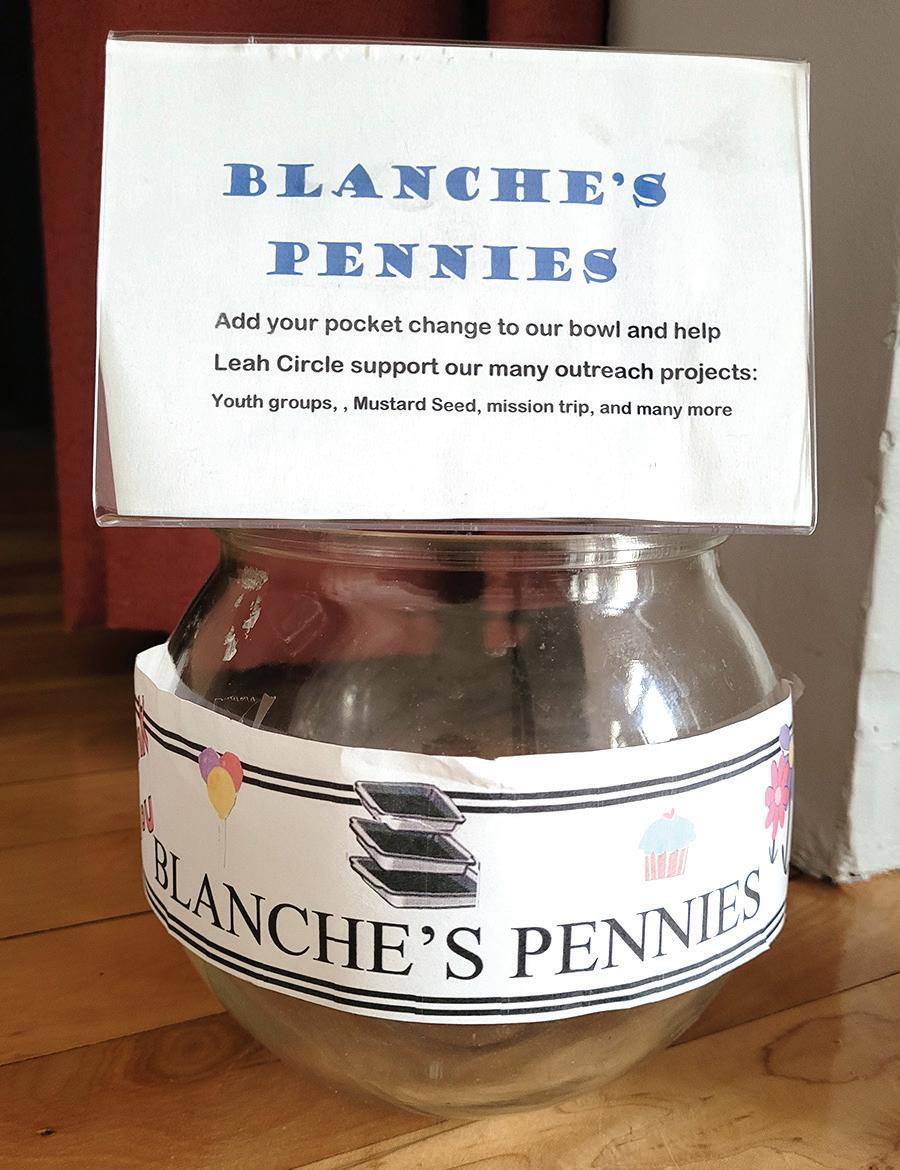 BLANCHE'S
PENNIES
Add your pocket change to our bowl and help
Leah Circle support our many outreach projects:
Youth groups, , Mustard Seed, mission trip, and many more
BLANCHE'S PENNIES